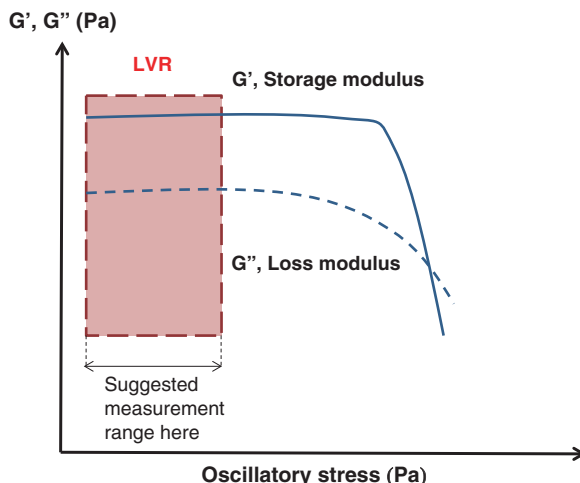 G’, G’’ (Pa)
LVR
G’, Storage modulus
G’’, Loss modulus
Suggested
measurement
range here
Oscillatory stress (Pa)